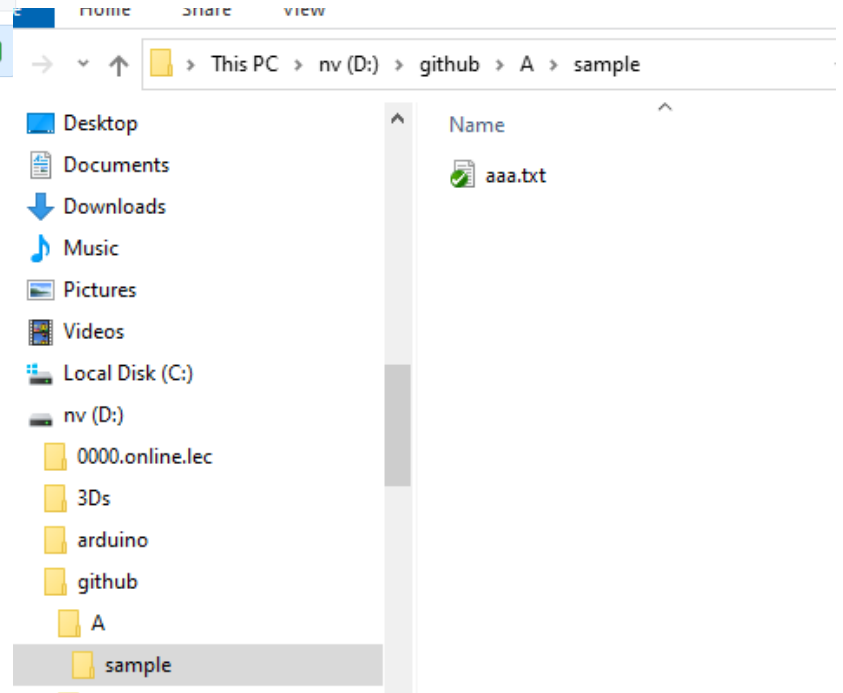 Home Share View
This PC > nv (D:) > github > A > sample
Desktop
Documents
Downloads
Music
Pictures
Videos
Local Disk (C:)
nv (D:)
0000.online.lec
3Ds
arduino
github
A
sample
Name
aaa.txt